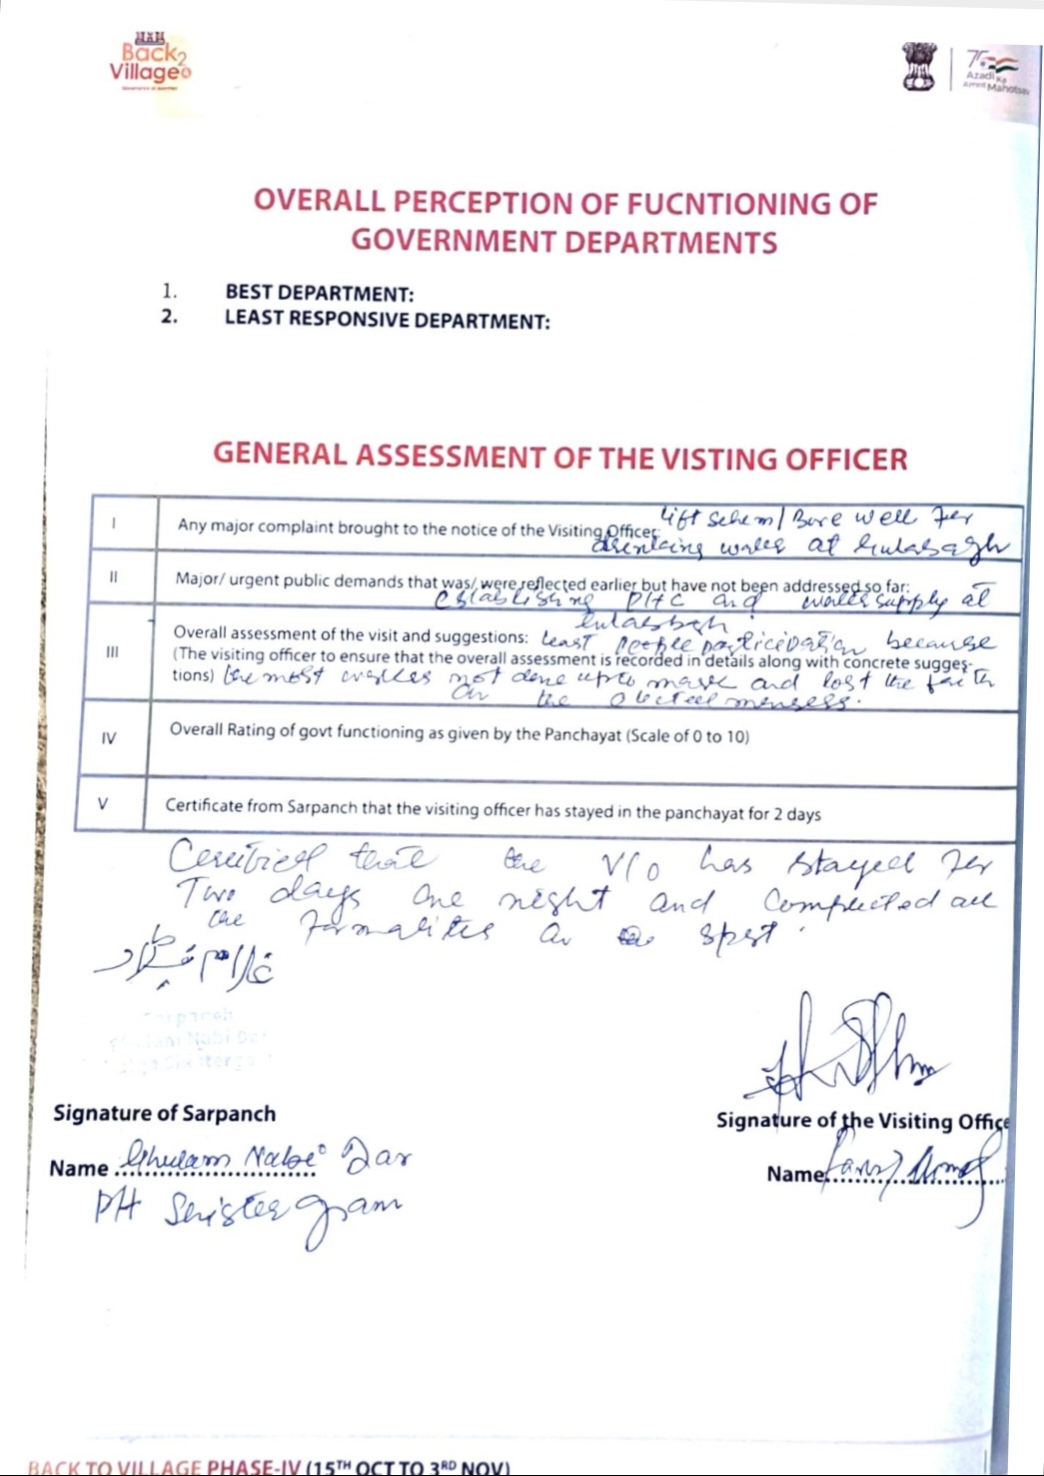 Back2
Village
Azadi Ka
Amrit Mahotsav
OVERALL PERCEPTION OF FUCNTIONING OF
GOVERNMENT DEPARTMENTS
1. BEST DEPARTMENT:
2. LEAST RESPONSIVE DEPARTMENT:
GENERAL ASSESSMENT OF THE VISTING OFFICER
I Any major complaint brought to the notice of the Visiting Officer: lift Schem/Bore well for
drinking water at Gulabagh
II Major/ urgent public demands that was/ were reflected earlier but have not been addressed so far:
establishing PHC and water supply at
III Overall assessment of the visit and suggestions: Least people participation because
(The visiting officer to ensure that the overall assessment is recorded in details along with concrete sugges-
tions) the most works not done upto mark and lost the faith
on the
IV Overall Rating of govt functioning as given by the Panchayat (Scale of 0 to 10)
V Certificate from Sarpanch that the visiting officer has stayed in the panchayat for 2 days
Certified that the V/O has stayed for
Two days one night and completed all
the formalities on spot.
Sarpanch
Signature of Sarpanch
Signature of the Visiting Office
Name Ghulam Nabi Dar
Name
PH
BACK TO VILLAGE PHASE-IV (15TH OCT TO 3RD NOV)